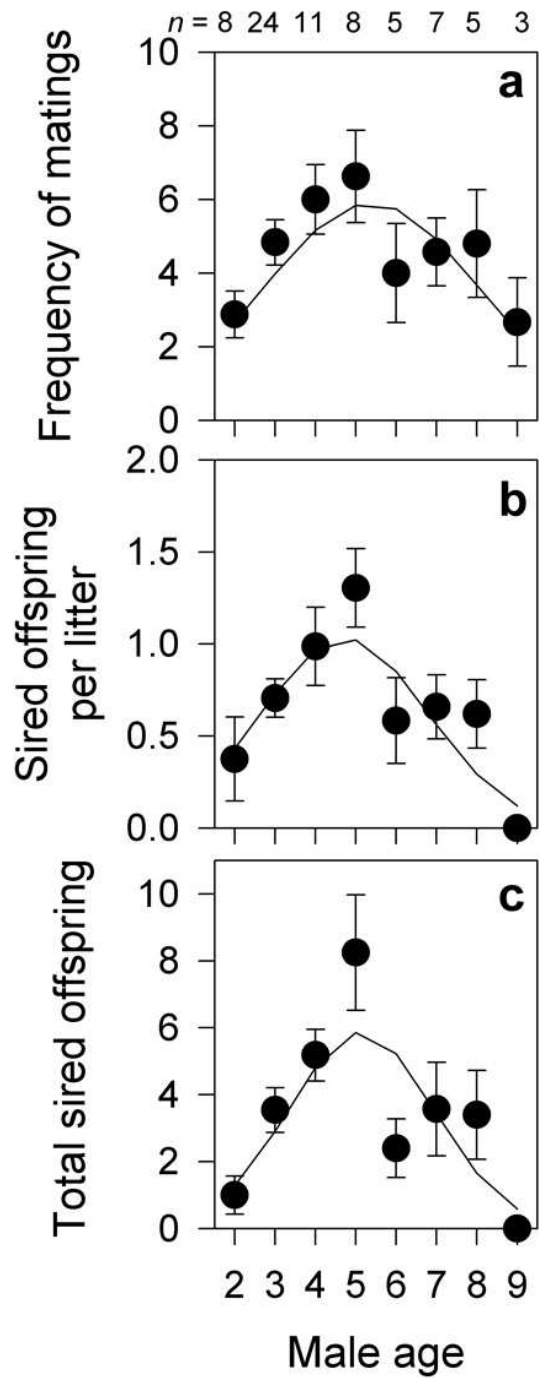 n = 8 24 11 8 5 7 5 3
a
Frequency of matings
10
8
6
4
2
0
b
Sired offspring
per litter
2.0
1.5
1.0
0.5
0.0
c
Total sired offspring
10
8
6
4
2
0
2 3 4 5 6 7 8 9
Male age